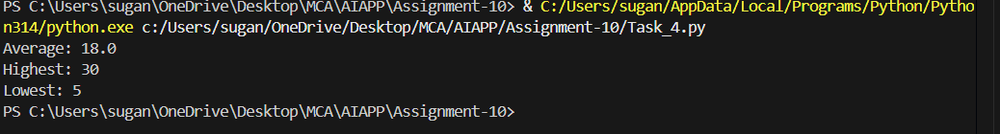 PS C:\Users\sugan\OneDrive\Desktop\MCA\AIAPP\Assignment-10> & C:/Users/sugan/AppData/Local/Programs/Python/Pytho
n314/python.exe c:/Users/sugan/OneDrive/Desktop/MCA/AIAPP/Assignment-10/Task_4.py
Average: 18.0
Highest: 30
Lowest: 5
PS C:\Users\sugan\OneDrive\Desktop\MCA\AIAPP\Assignment-10>